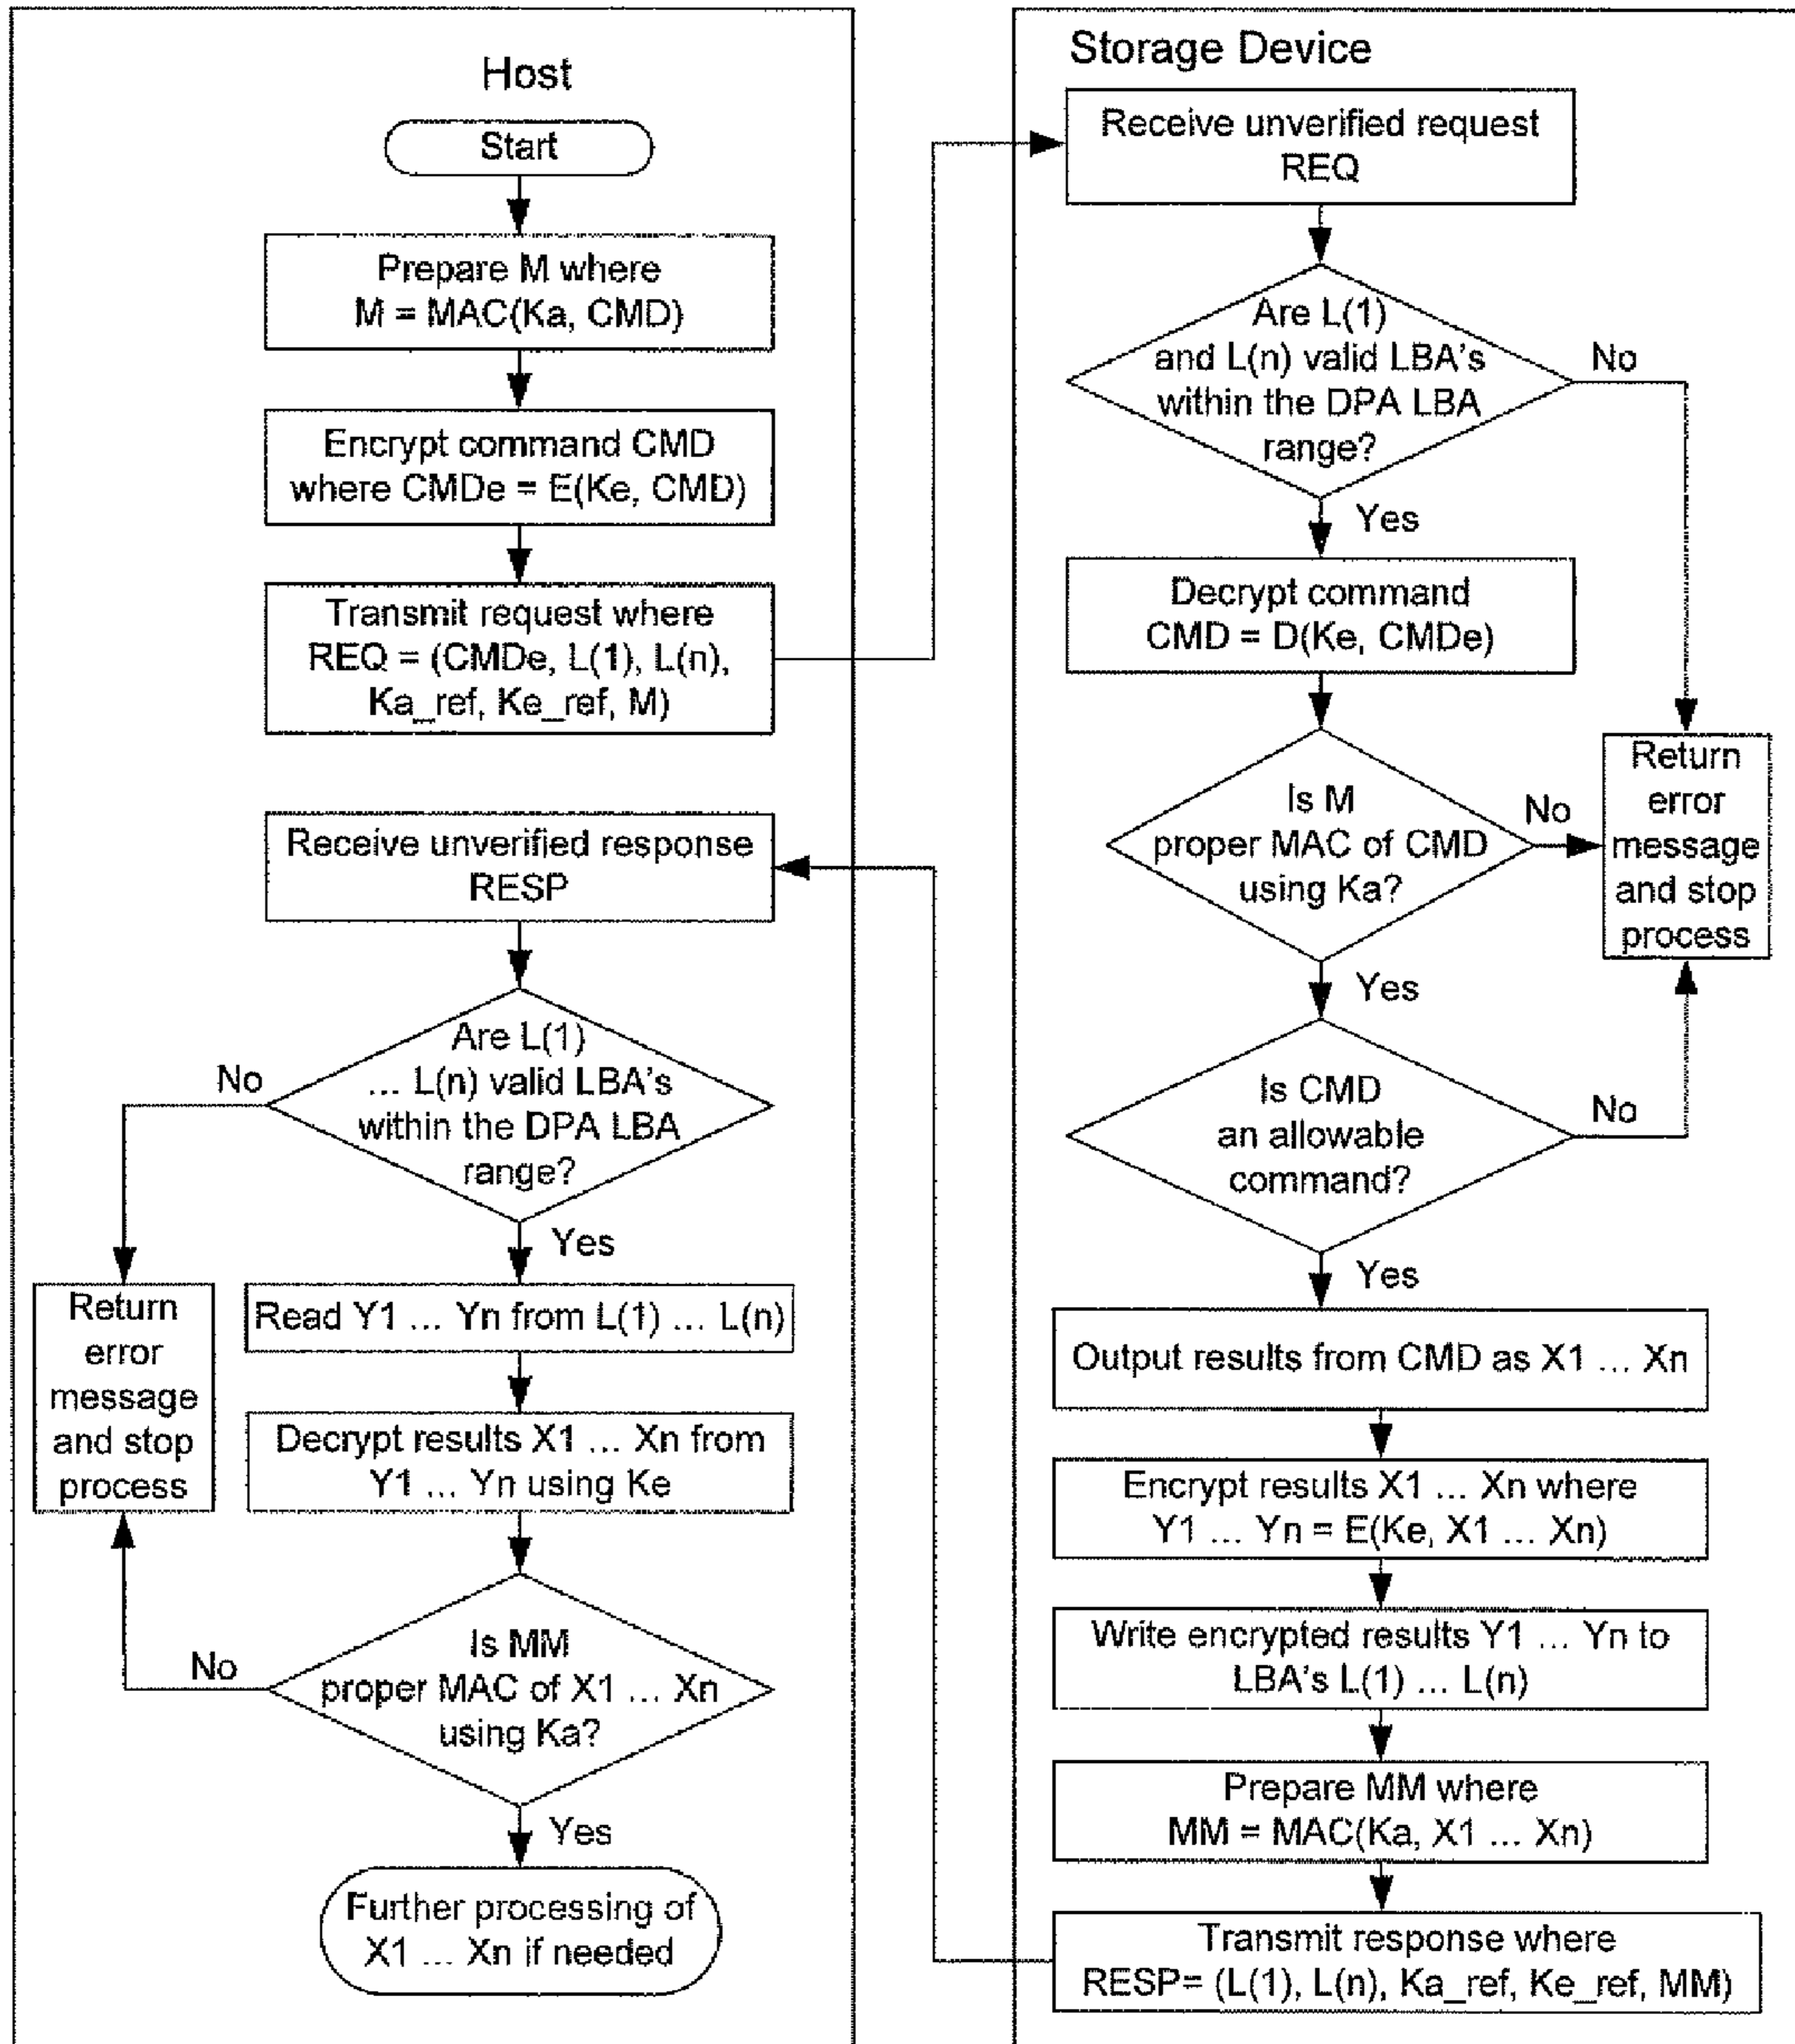 Host
Start
Prepare M where
M = MAC(Ka, CMD)
Encrypt command CMD
where CMDe = E(Ke, CMD)
Transmit request where
REQ = (CMDe, L(1), L(n),
Ka_ref, Ke_ref, M)
Receive unverified response
RESP
Are L(1)
... L(n) valid LBA's
within the DPA LBA
range?
No
Yes
Return
error
message
and stop
process
Read Y1 ... Yn from L(1) ... L(n)
Decrypt results X1 ... Xn from
Y1 ... Yn using Ke
Is MM
proper MAC of X1 ... Xn
using Ka?
No
Yes
Further processing of
X1 ... Xn if needed
Storage Device
Receive unverified request
REQ
Are L(1)
and L(n) valid LBA's
within the DPA LBA
range?
No
Yes
Decrypt command
CMD = D(Ke, CMDe)
Is M
proper MAC of CMD
using Ka?
No
Return
error
message
and stop
process
Yes
Is CMD
an allowable
command?
No
Yes
Output results from CMD as X1 ... Xn
Encrypt results X1 ... Xn where
Y1 ... Yn = E(Ke, X1 ... Xn)
Write encrypted results Y1 ... Yn to
LBA's L(1) ... L(n)
Prepare MM where
MM = MAC(Ka, X1 ... Xn)
Transmit response where
RESP= (L(1), L(n), Ka_ref, Ke_ref, MM)